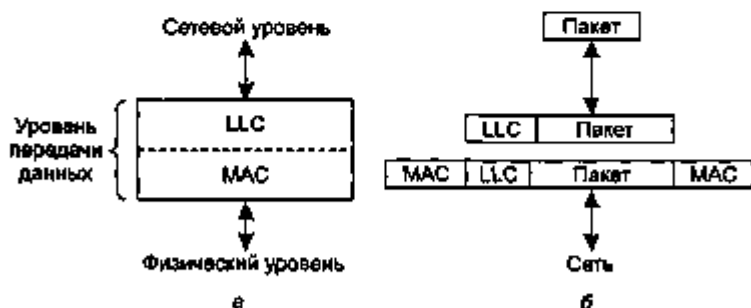 Сетевой уровень
Уровень
передачи
данных
LLC
MAC
Физический уровень
а
Пакет
LLC Пакет
MAC LLC Пакет MAC
Сеть
б